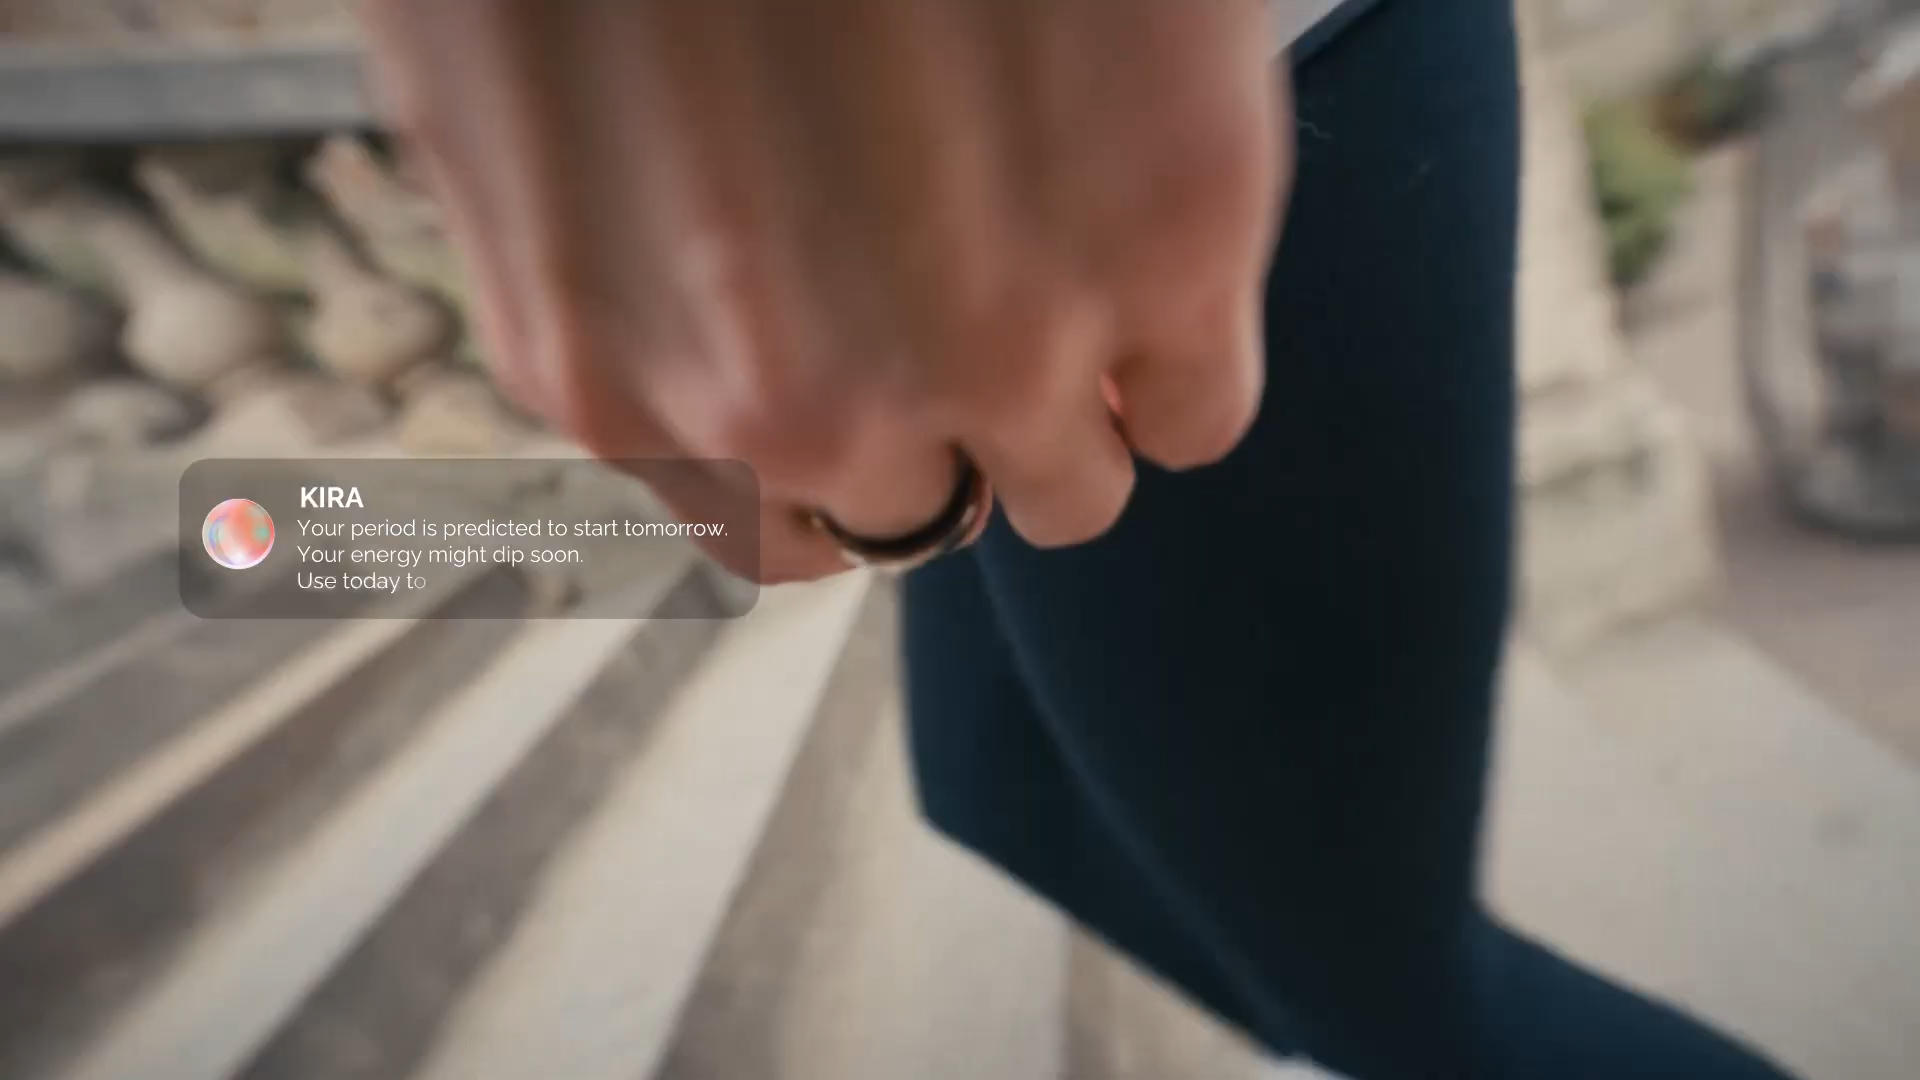 KIRA
Your period is predicted to start tomorrow.
Your energy might dip soon.
Use today to